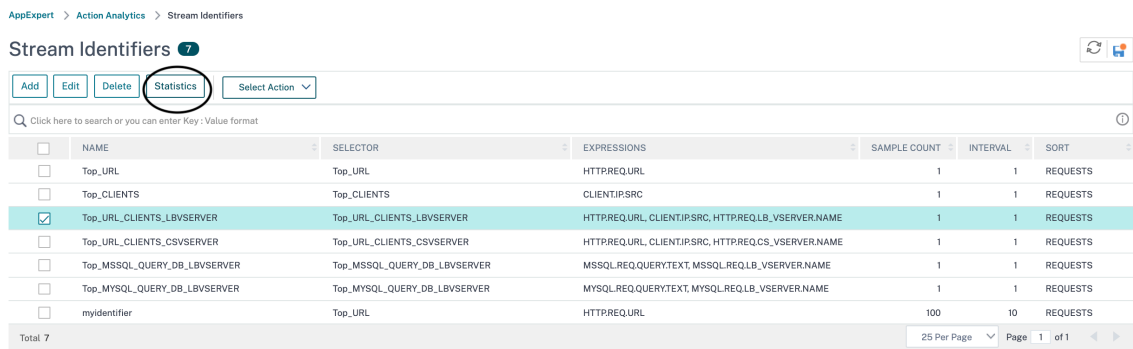 AppExpert > Action Analytics > Stream Identifiers
Stream Identifiers 7
Add Edit Delete Statistics Select Action
Click here to search or you can enter Key : Value format
NAME SELECTOR EXPRESSIONS SAMPLE COUNT INTERVAL SORT
Top_URL Top_URL HTTP.REQ.URL 1 1 REQUESTS
Top_CLIENTS Top_CLIENTS CLIENT.IP.SRC 1 1 REQUESTS
Top_URL_CLIENTS_LBVSERVER Top_URL_CLIENTS_LBVSERVER HTTP.REQ.URL, CLIENT.IP.SRC, HTTP.REQ.LB_VSERVER.NAME 1 1 REQUESTS
Top_URL_CLIENTS_CSVSERVER Top_URL_CLIENTS_CSVSERVER HTTP.REQ.URL, CLIENT.IP.SRC, HTTP.REQ.CS_VSERVER.NAME 1 1 REQUESTS
Top_MSSQL_QUERY_DB_LBVSERVER Top_MSSQL_QUERY_DB_LBVSERVER MSSQL.REQ.QUERY.TEXT, MSSQL.REQ.LB_VSERVER.NAME 1 1 REQUESTS
Top_MYSQL_QUERY_DB_LBVSERVER Top_MYSQL_QUERY_DB_LBVSERVER MYSQL.REQ.QUERY.TEXT, MYSQL.REQ.LB_VSERVER.NAME 1 1 REQUESTS
myidentifier Top_URL HTTP.REQ.URL 100 10 REQUESTS
Total 7 25 Per Page Page 1 of 1